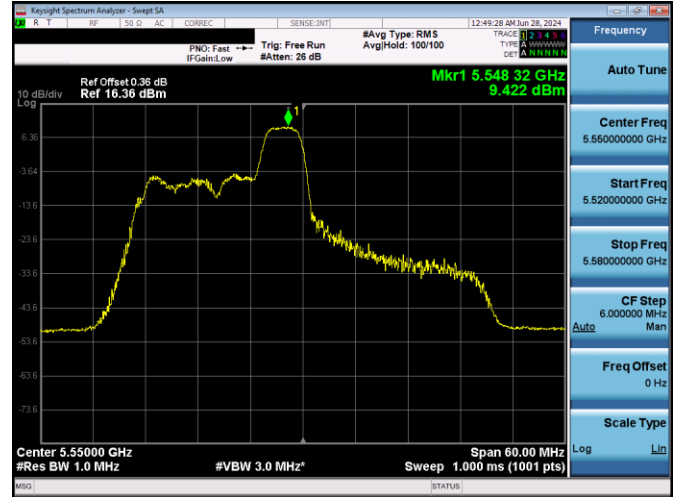 Keysight Spectrum Analyzer - Swept SA
R T RF 50 Ω AC CORREC SENSE:INT 12:49:28 AM Jun 28, 2024
PNO: Fast
IFGain:Low
Trig: Free Run
#Atten: 26 dB
#Avg Type: RMS
Avg|Hold: 100/100
TRACE 1 2 3 4 5 6
TYPE A WWWWW
DET A N N N N N
Ref Offset 0.36 dB
Ref 16.36 dBm
10 dB/div
Log
Mkr1 5.548 32 GHz
9.422 dBm
1
6.36
-3.64
-13.6
-23.6
-33.6
-43.6
-53.6
-63.6
-73.6
Center 5.55000 GHz
#Res BW 1.0 MHz
#VBW 3.0 MHz*
Span 60.00 MHz
Sweep 1.000 ms (1001 pts)
MSG
STATUS
Frequency
Auto Tune
Center Freq
5.550000000 GHz
Start Freq
5.520000000 GHz
Stop Freq
5.580000000 GHz
CF Step
6.000000 MHz
Auto Man
Freq Offset
0 Hz
Scale Type
Log Lin